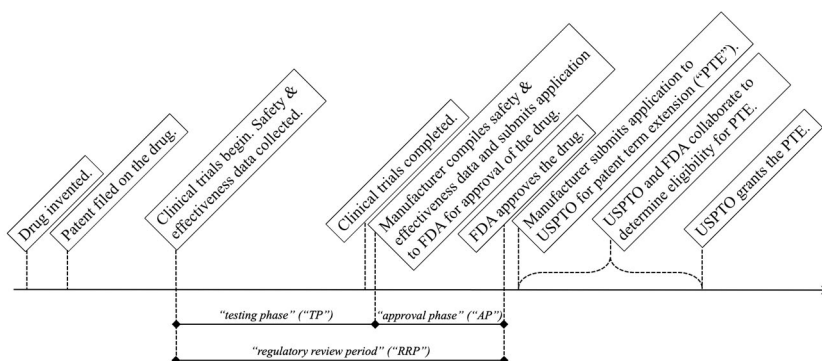 Drug invented.
Patent filed on the drug.
Clinical trials begin. Safety &
effectiveness data collected.
Clinical trials completed.
Manufacturer compiles safety &
effectiveness data and submits application
to FDA for approval of the drug.
FDA approves the drug.
Manufacturer submits application to
USPTO for patent term extension (“PTE”).
USPTO and FDA collaborate to
determine eligibility for PTE.
USPTO grants the PTE.
“testing phase” (“TP”)
“approval phase” (“AP”)
“regulatory review period” (“RRP”)